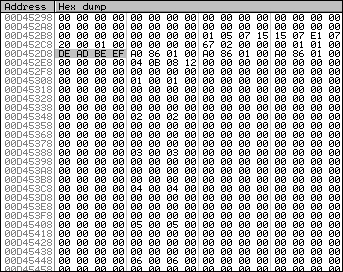 Address Hex dump
00D45298 00 00 00 00 00 00 00 00 00 00 00 00 00 00 00 00
00D452A8 00 00 00 00 00 00 00 00 00 00 00 00 00 00 00 00
00D452B8 00 00 00 00 00 00 00 00 01 05 07 15 15 07 E1 07
00D452C8 20 00 01 00 00 00 00 00 67 02 00 00 00 01 01 00
00D452D8 DE AD BE EF A0 86 01 00 A0 86 01 00 A0 86 01 00
00D452E8 00 00 00 00 04 0B 08 12 00 00 00 00 00 00 00 00
00D452F8 00 00 00 00 00 00 00 00 00 00 00 00 00 00 00 00
00D45308 00 00 00 00 01 00 01 00 00 00 00 00 00 00 00 00
00D45318 00 00 00 00 00 00 00 00 00 00 00 00 00 00 00 00
00D45328 00 00 00 00 00 00 00 00 00 00 00 00 00 00 00 00
00D45338 00 00 00 00 00 00 00 00 00 00 00 00 00 00 00 00
00D45348 00 00 00 00 02 00 02 00 00 00 00 00 00 00 00 00
00D45358 00 00 00 00 00 00 00 00 00 00 00 00 00 00 00 00
00D45368 00 00 00 00 00 00 00 00 00 00 00 00 00 00 00 00
00D45378 00 00 00 00 00 00 00 00 00 00 00 00 00 00 00 00
00D45388 00 00 00 00 03 00 03 00 00 00 00 00 00 00 00 00
00D45398 00 00 00 00 00 00 00 00 00 00 00 00 00 00 00 00
00D453A8 00 00 00 00 00 00 00 00 00 00 00 00 00 00 00 00
00D453B8 00 00 00 00 00 00 00 00 00 00 00 00 00 00 00 00
00D453C8 00 00 00 00 04 00 04 00 00 00 00 00 00 00 00 00
00D453D8 00 00 00 00 00 00 00 00 00 00 00 00 00 00 00 00
00D453E8 00 00 00 00 00 00 00 00 00 00 00 00 00 00 00 00
00D453F8 00 00 00 00 00 00 00 00 00 00 00 00 00 00 00 00
00D45408 00 00 00 00 05 00 05 00 00 00 00 00 00 00 00 00
00D45418 00 00 00 00 00 00 00 00 00 00 00 00 00 00 00 00
00D45428 00 00 00 00 00 00 00 00 00 00 00 00 00 00 00 00
00D45438 00 00 00 00 00 00 00 00 00 00 00 00 00 00 00 00
00D45448 00 00 00 00 06 00 06 00 00 00 00 00 00 00 00 00
00D45458 00 00 00 00 00 00 00 00 00 00 00 00 00 00 00 00